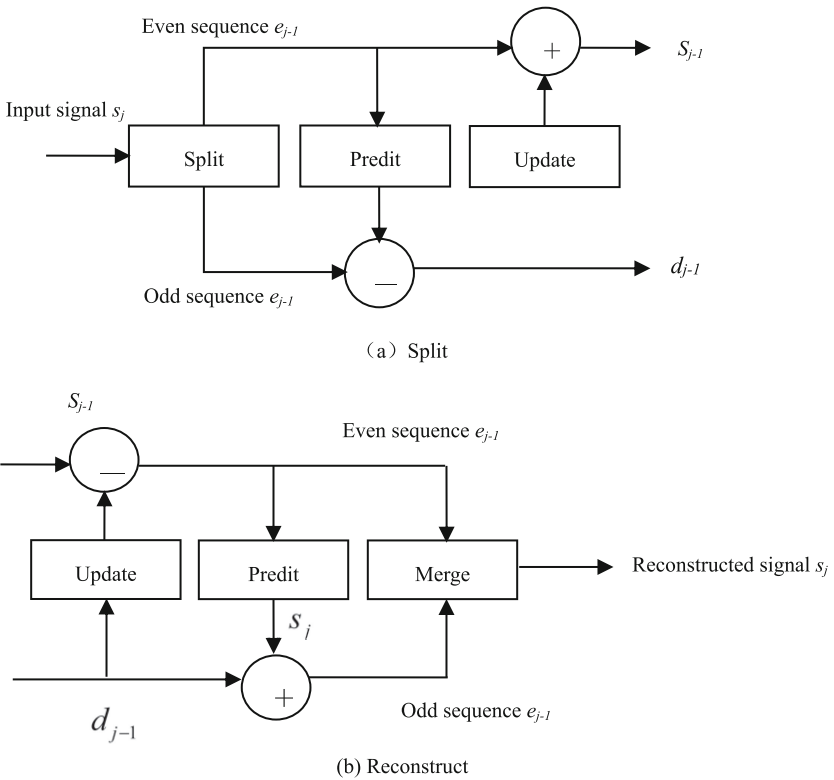 Even sequence e_{j-1}
+
S_{j-1}
Input signal s_j
Split
Predit
Update
_
d_{j-1}
Odd sequence e_{j-1}
（a）Split
S_{j-1}
Even sequence e_{j-1}
_
Update
Predit
Merge
Reconstructed signal s_j
s_j
+
d_{j-1}
Odd sequence e_{j-1}
(b) Reconstruct